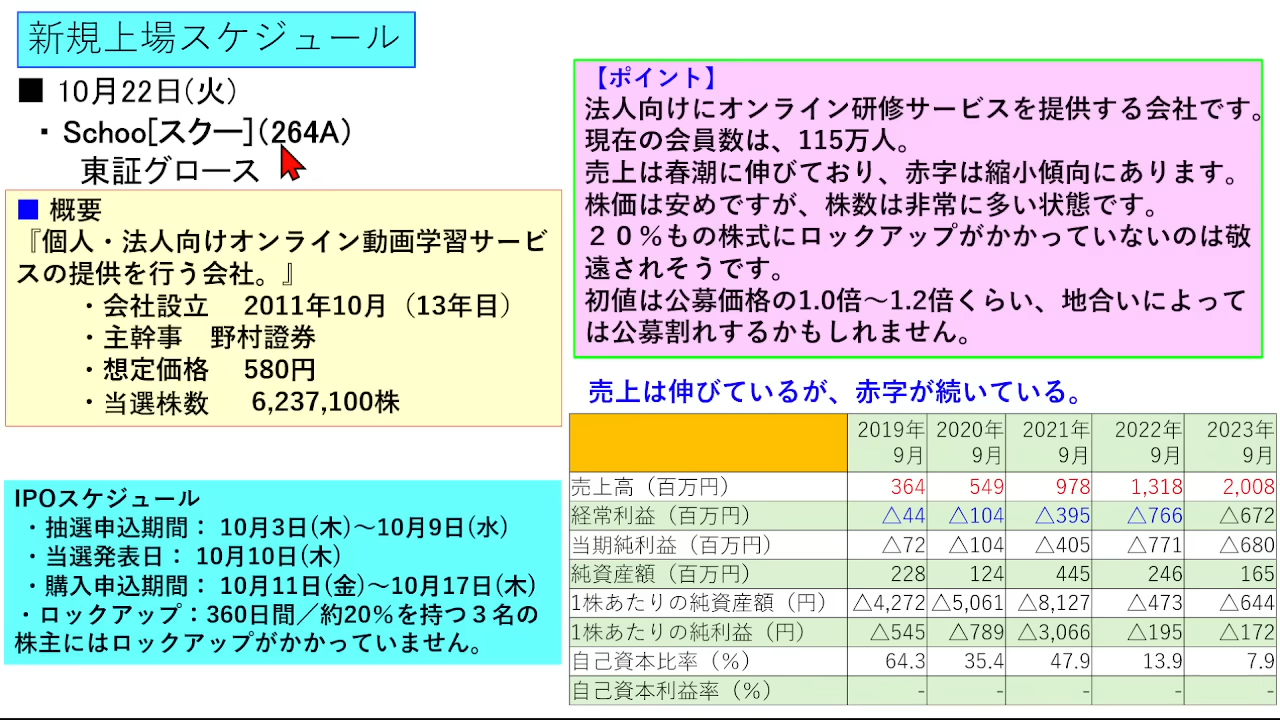 新規上場スケジュール
■ 10月22日(火)
・ Schoo[スクー](264A)
東証グロース
■ 概要
『個人・法人向けオンライン動画学習サービ
スの提供を行う会社。』
・会社設立 2011年10月（13年目）
・主幹事 野村證券
・想定価格 580円
・当選株数 6,237,100株
IPOスケジュール
・抽選申込期間： 10月3日(木)～10月9日(水)
・当選発表日： 10月10日(木)
・購入申込期間： 10月11日(金)～10月17日(木)
・ロックアップ：360日間／約20％を持つ３名の
株主にはロックアップがかかっていません。
【ポイント】
法人向けにオンライン研修サービスを提供する会社です。
現在の会員数は、115万人。
売上は春潮に伸びており、赤字は縮小傾向にあります。
株価は安めですが、株数は非常に多い状態です。
２０％もの株式にロックアップがかかっていないのは敬
遠されそうです。
初値は公募価格の1.0倍～1.2倍くらい、地合いによって
は公募割れするかもしれません。
売上は伸びているが、赤字が続いている。
2019年 2020年 2021年 2022年 2023年
9月 9月 9月 9月 9月
売上高（百万円） 364 549 978 1,318 2,008
経常利益（百万円） △44 △104 △395 △766 △672
当期純利益（百万円） △72 △104 △405 △771 △680
純資産額（百万円） 228 124 445 246 165
1株あたりの純資産額（円） △4,272 △5,061 △8,127 △473 △644
1株あたりの純利益（円） △545 △789 △3,066 △195 △172
自己資本比率（%） 64.3 35.4 47.9 13.9 7.9
自己資本利益率（%） - - - - -